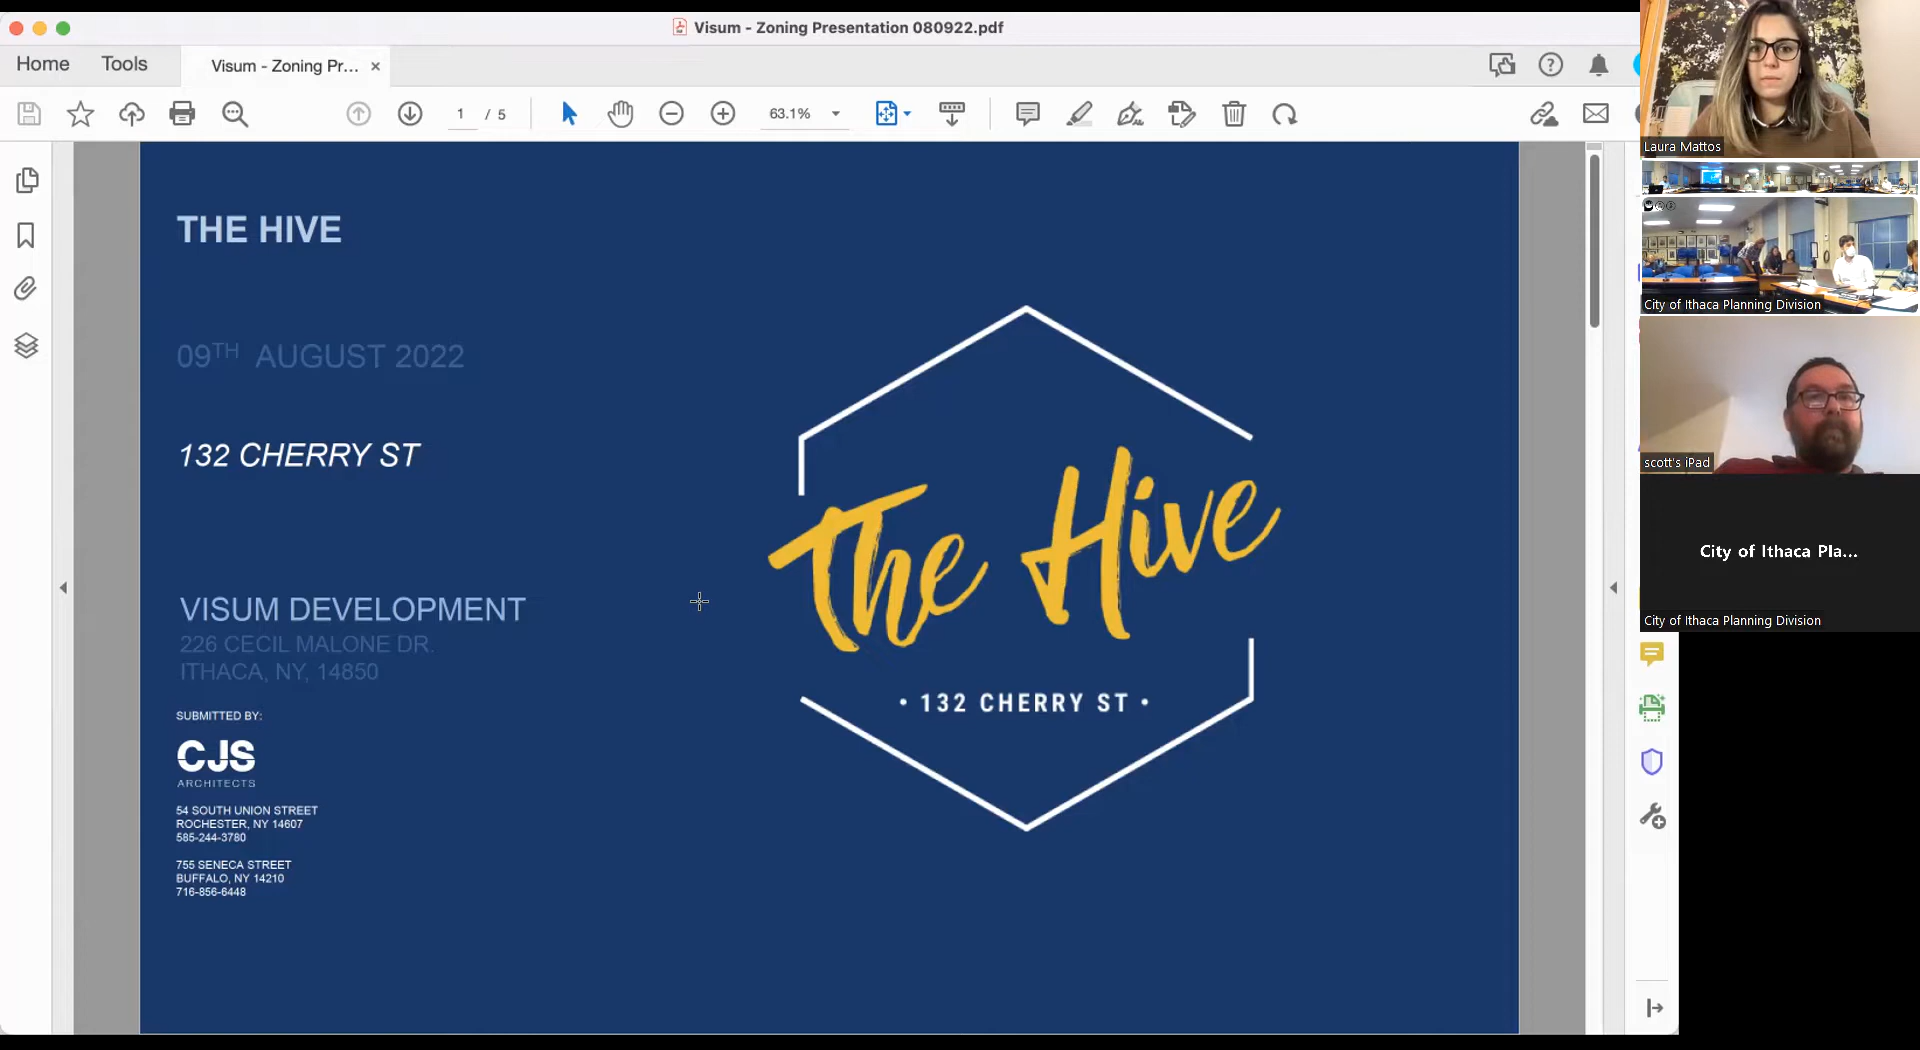 Visum - Zoning Presentation 080922.pdf
Home
Tools
Visum - Zoning Pr...
1 / 5
63.1%
THE HIVE
09TH AUGUST 2022
132 CHERRY ST
VISUM DEVELOPMENT
226 CECIL MALONE DR.
ITHACA, NY, 14850
SUBMITTED BY:
CJS
ARCHITECTS
54 SOUTH UNION STREET
ROCHESTER, NY 14607
585-244-3780
755 SENECA STREET
BUFFALO, NY 14210
716-856-6448
The Hive
• 132 CHERRY ST •
Laura Mattos
City of Ithaca Planning Division
scott's iPad
City of Ithaca Pla...
City of Ithaca Planning Division